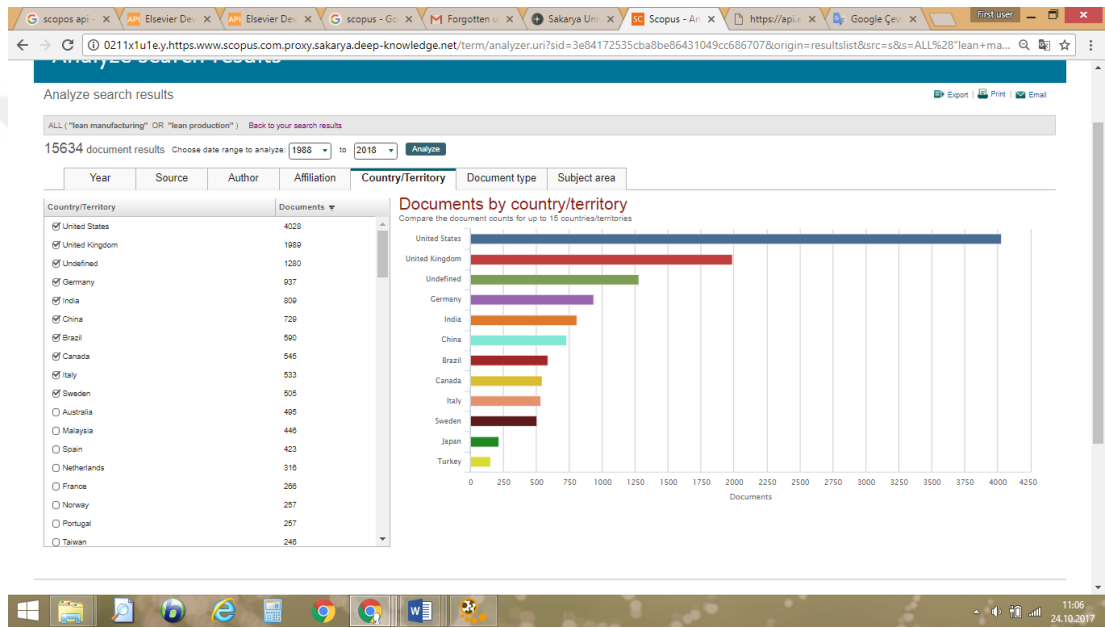 scopos api -
Elsevier Dev
Elsevier Dev
scopus - Go
Forgotten u
Sakarya Uni
Scopus - An
https://api.e
Google Çev
First user
0211x1u1e.y.https.www.scopus.com.proxy.sakarya.deep-knowledge.net/term/analyzer.uri?sid=3e84172535cba8be86431049cc686707&origin=resultslist&src=s&s=ALL%28"lean+ma...
Analyze search results
Analyze search results
Export | Print | Email
ALL ( "lean manufacturing" OR "lean production" ) Back to your search results
15634 document results Choose date range to analyze: 1988 to 2018 Analyze
Year Source Author Affiliation Country/Territory Document type Subject area
Country/Territory Documents
United States 4028
United Kingdom 1989
Undefined 1280
Germany 937
India 809
China 729
Brazil 590
Canada 545
Italy 533
Sweden 505
Australia 495
Malaysia 446
Spain 423
Netherlands 316
France 266
Norway 257
Portugal 257
Taiwan 246
Documents by country/territory
Compare the document counts for up to 15 countries/territories
United States
United Kingdom
Undefined
Germany
India
China
Brazil
Canada
Italy
Sweden
Japan
Turkey
0 250 500 750 1000 1250 1500 1750 2000 2250 2500 2750 3000 3250 3500 3750 4000 4250
Documents
11:06
24.10.2017